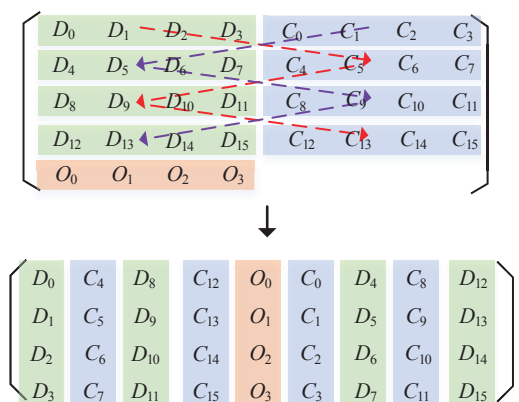 D₀ D₁ D₂ D₃ C₀ C₁ C₂ C₃
D₄ D₅ D₆ D₇ C₄ C₅ C₆ C₇
D₈ D₉ D₁₀ D₁₁ C₈ C₉ C₁₀ C₁₁
D₁₂ D₁₃ D₁₄ D₁₅ C₁₂ C₁₃ C₁₄ C₁₅
O₀ O₁ O₂ O₃
D₀ C₄ D₈ C₁₂ O₀ C₀ D₄ C₈ D₁₂
D₁ C₅ D₉ C₁₃ O₁ C₁ D₅ C₉ D₁₃
D₂ C₆ D₁₀ C₁₄ O₂ C₂ D₆ C₁₀ D₁₄
D₃ C₇ D₁₁ C₁₅ O₃ C₃ D₇ C₁₁ D₁₅